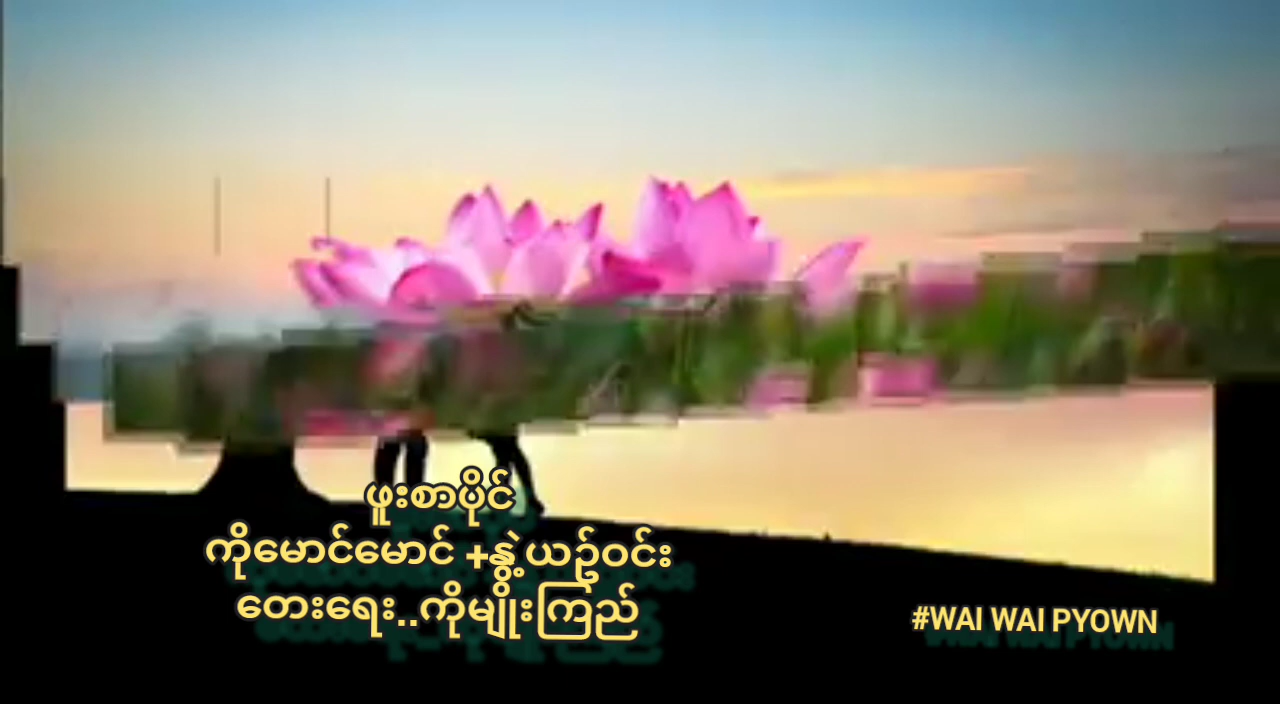 ဖူးစာပိုင်
ကိုမောင်မောင် +နွဲ့ယဥ်ဝင်း
တေးရေး..ကိုမျိုးကြည်
#WAI WAI PYOWN